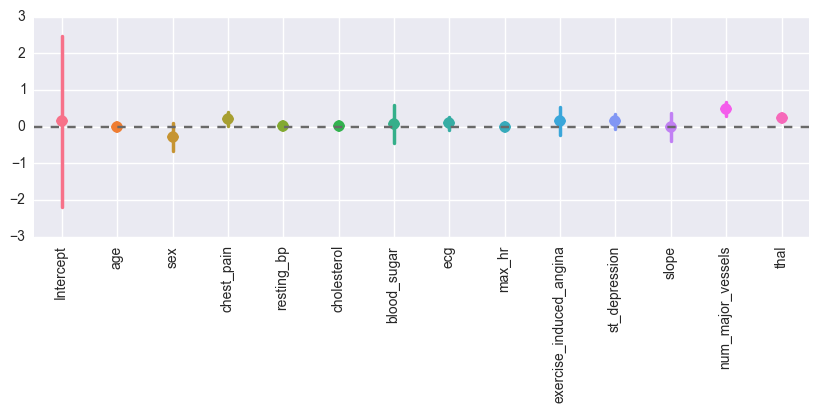 3
2
1
0
−1
−2
−3
Intercept
age
sex
chest_pain
resting_bp
cholesterol
blood_sugar
ecg
max_hr
exercise_induced_angina
st_depression
slope
num_major_vessels
thal